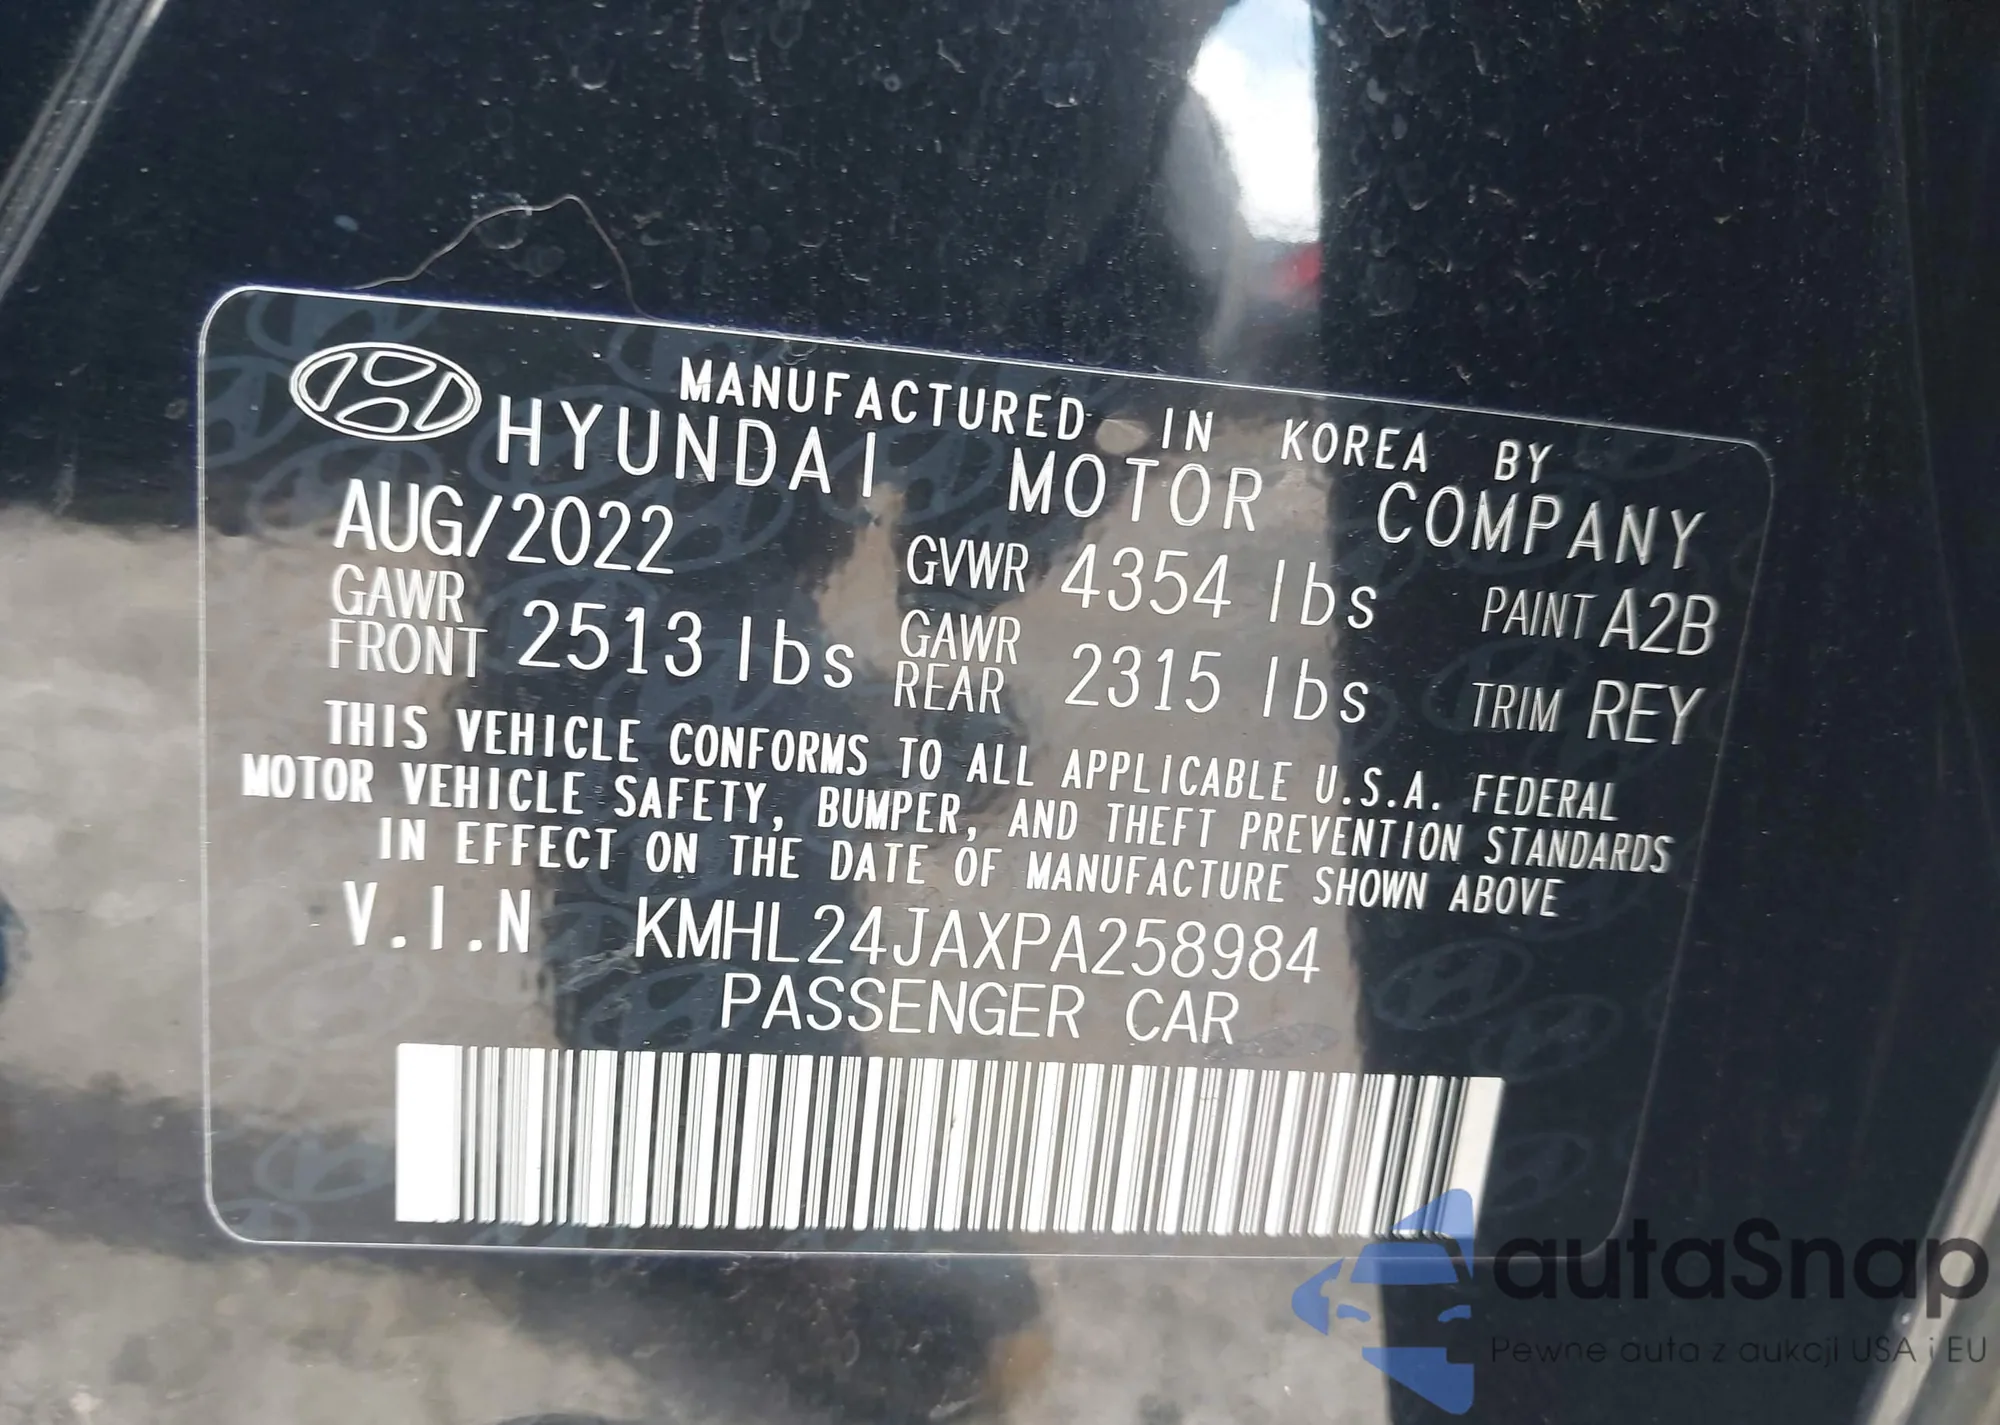 MANUFACTURED IN KOREA BY
HYUNDAI MOTOR COMPANY
AUG/2022 GVWR 4354 lbs PAINT A2B
GAWR FRONT 2513 lbs GAWR REAR 2315 lbs TRIM REY
THIS VEHICLE CONFORMS TO ALL APPLICABLE U.S.A. FEDERAL
MOTOR VEHICLE SAFETY, BUMPER, AND THEFT PREVENTION STANDARDS
IN EFFECT ON THE DATE OF MANUFACTURE SHOWN ABOVE
V.I.N KMHL24JAXPA258984
PASSENGER CAR
autaSnap
Pewne auta z aukcji USA i EU